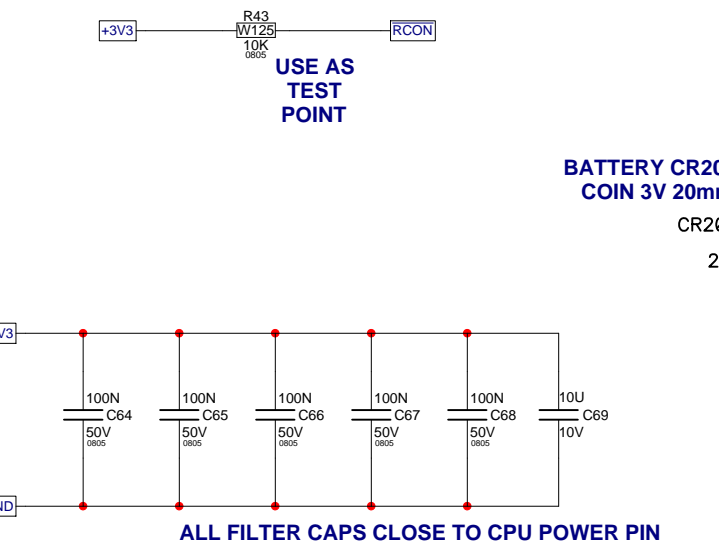 R43
+3V3 W125 RCON
10K
0805
USE AS
TEST
POINT
BATTERY CR20
COIN 3V 20mm
CR20
2
V3
100N 100N 100N 100N 100N 10U
C64 C65 C66 C67 C68 C69
50V 50V 50V 50V 50V 10V
0805 0805 0805 0805 0805
ND
ALL FILTER CAPS CLOSE TO CPU POWER PIN